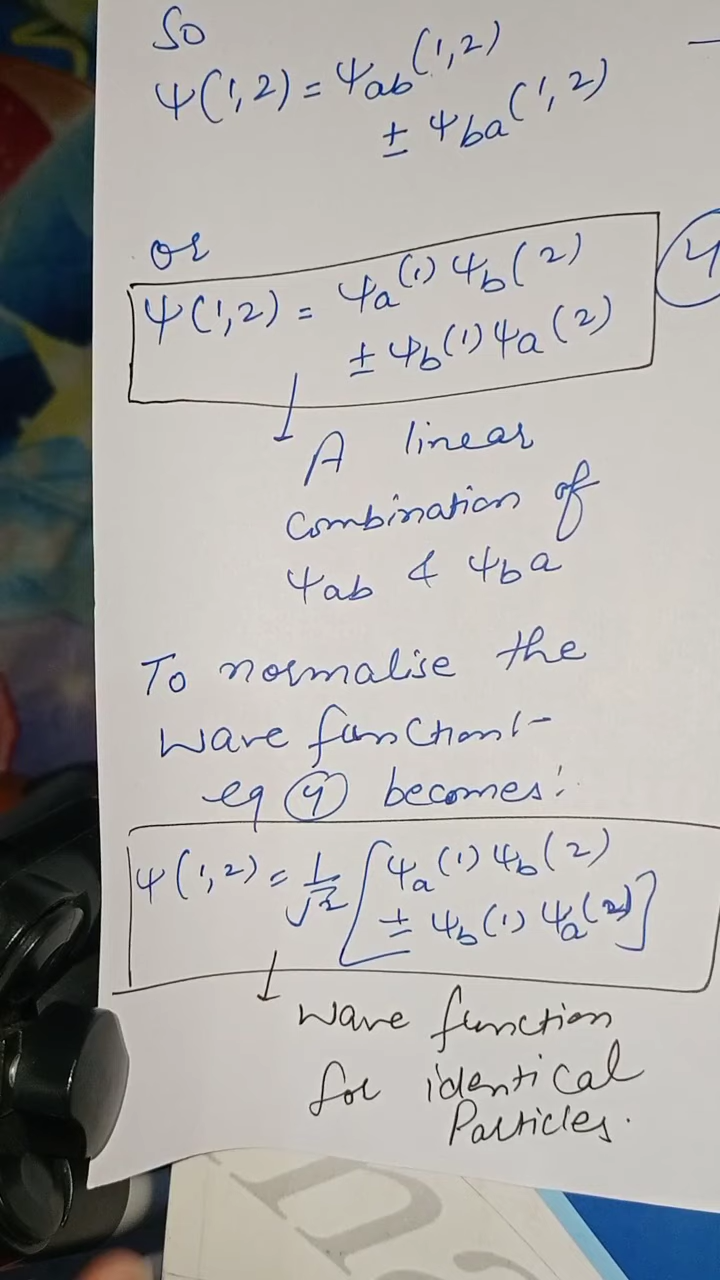 So
Ψ(1,2) = Ψab(1,2)
± Ψba(1,2)
or
Ψ(1,2) = Ψa(1) Ψb(2)
± Ψb(1) Ψa(2)
4
A linear
Combination of
Ψab & Ψba
To normalise the
wave function:-
eq 4 becomes:
Ψ(1,2) = 1/√2 [Ψa(1) Ψb(2)
± Ψb(1) Ψa(2)]
wave function
for identical
Particles.